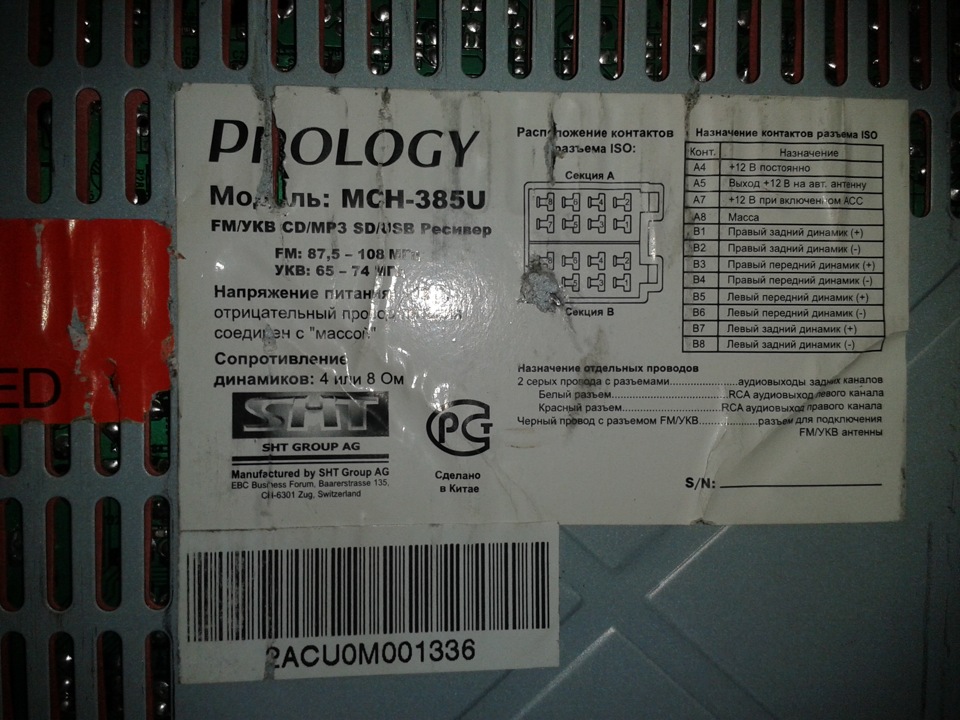 PROLOGY
Модель: MCH-385U
FM/УКВ CD/MP3 SD/USB Ресивер
FM: 87,5 – 108 МГц
УКВ: 65 – 74 МГц
Напряжение питания
отрицательный
соединен с "массой"
Сопротивление
динамиков: 4 или 8 Ом
SHT
SHT GROUP AG
Manufactured by SHT Group AG
EBC Business Forum, Baarerstrasse 135,
CH-6301 Zug, Switzerland
РСТ
Сделано
в Китае
Расположение контактов
разъема ISO:
Секция А
Секция В
Назначение контактов разъема ISO
Конт. Назначение
A4 +12 В постоянно
A5 Выход +12 В на авт. антенну
A7 +12 В при включенном ACC
A8 Масса
B1 Правый задний динамик (+)
B2 Правый задний динамик (-)
B3 Правый передний динамик (+)
B4 Правый передний динамик (-)
B5 Левый передний динамик (+)
B6 Левый передний динамик (-)
B7 Левый задний динамик (+)
B8 Левый задний динамик (-)
Назначение отдельных проводов
2 серых провода с разъемами..................аудиовыходы задних каналов
Белый разъем..................RCA аудиовыход левого канала
Красный разъем..................RCA аудиовыход правого канала
Черный провод с разъемом FM/УКВ..................разъем для подключения
FM/УКВ антенны
S/N:
ED
2ACU0M001336